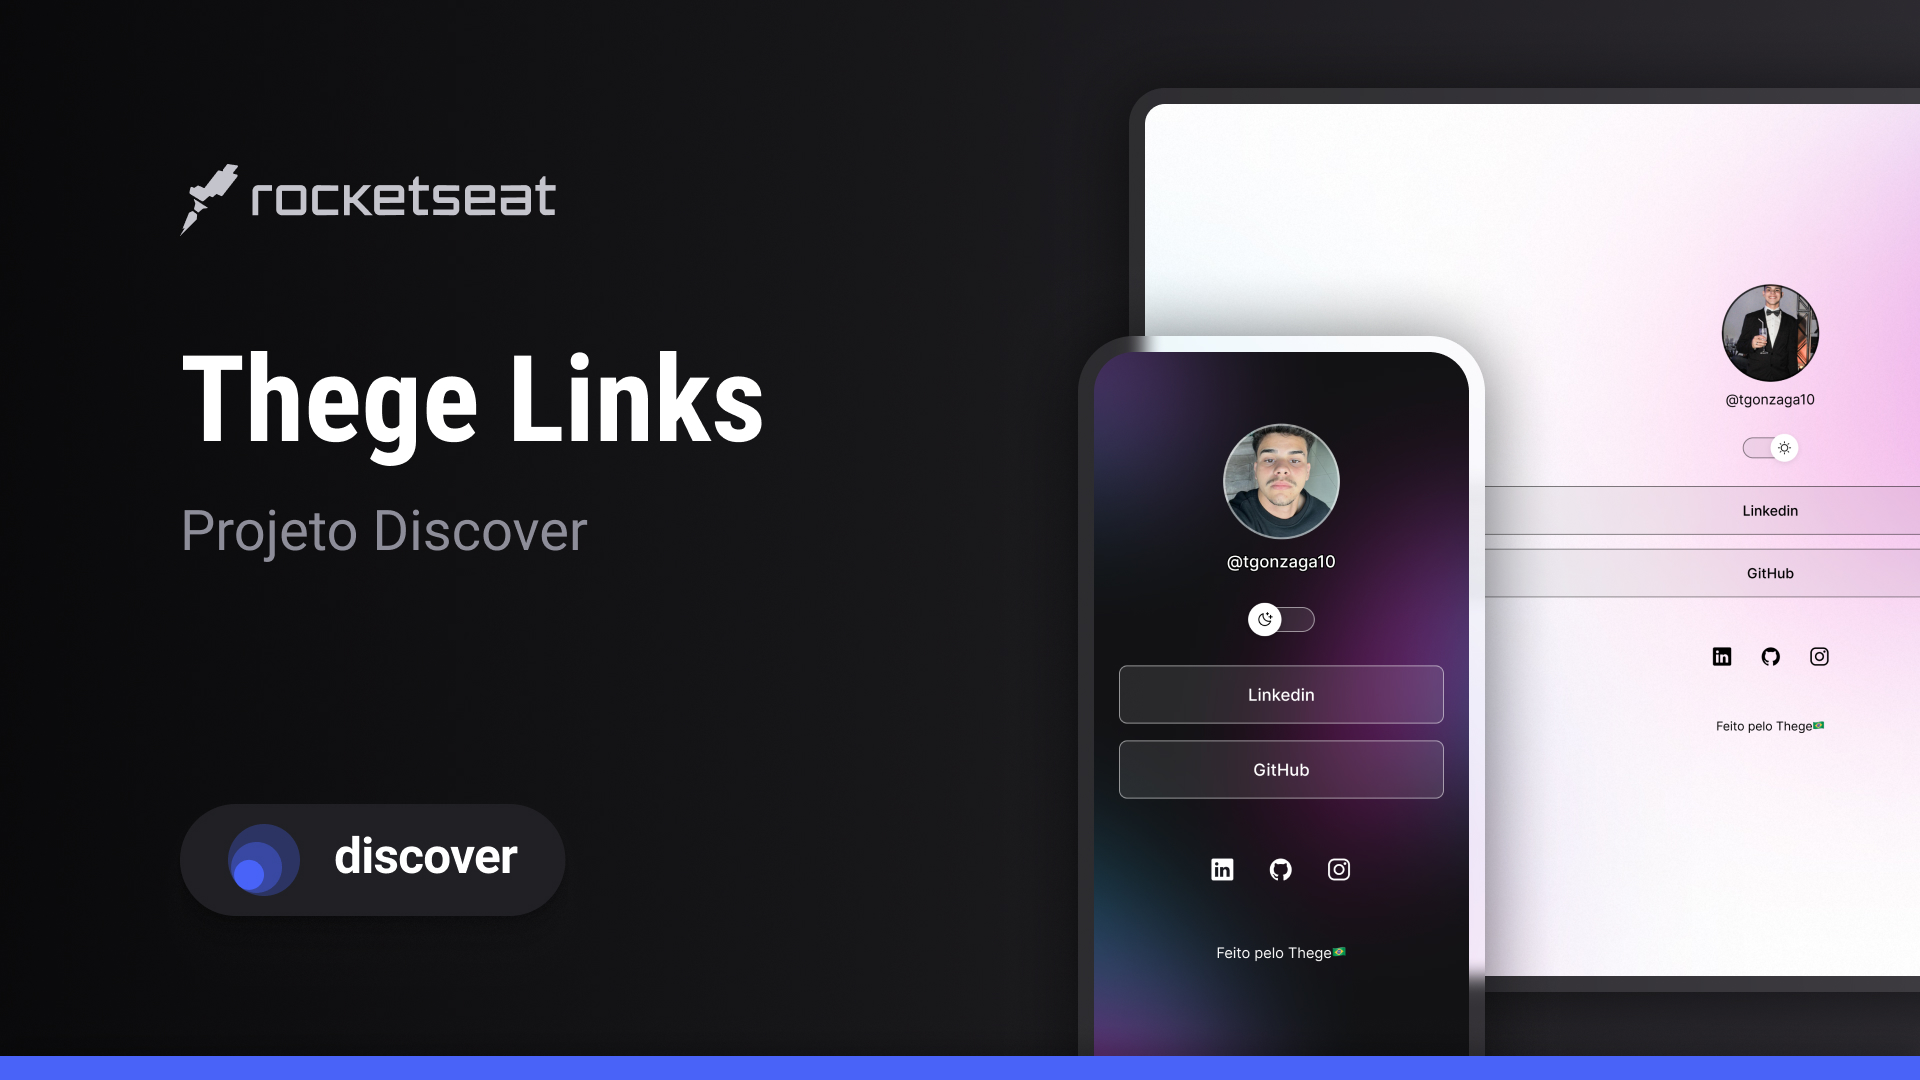 rocketseat
Thege Links
Projeto Discover
discover
@tgonzaga10
Linkedin
GitHub
Feito pelo Thege🇧🇷
@tgonzaga10
Linkedin
GitHub
Feito pelo Thege🇧🇷